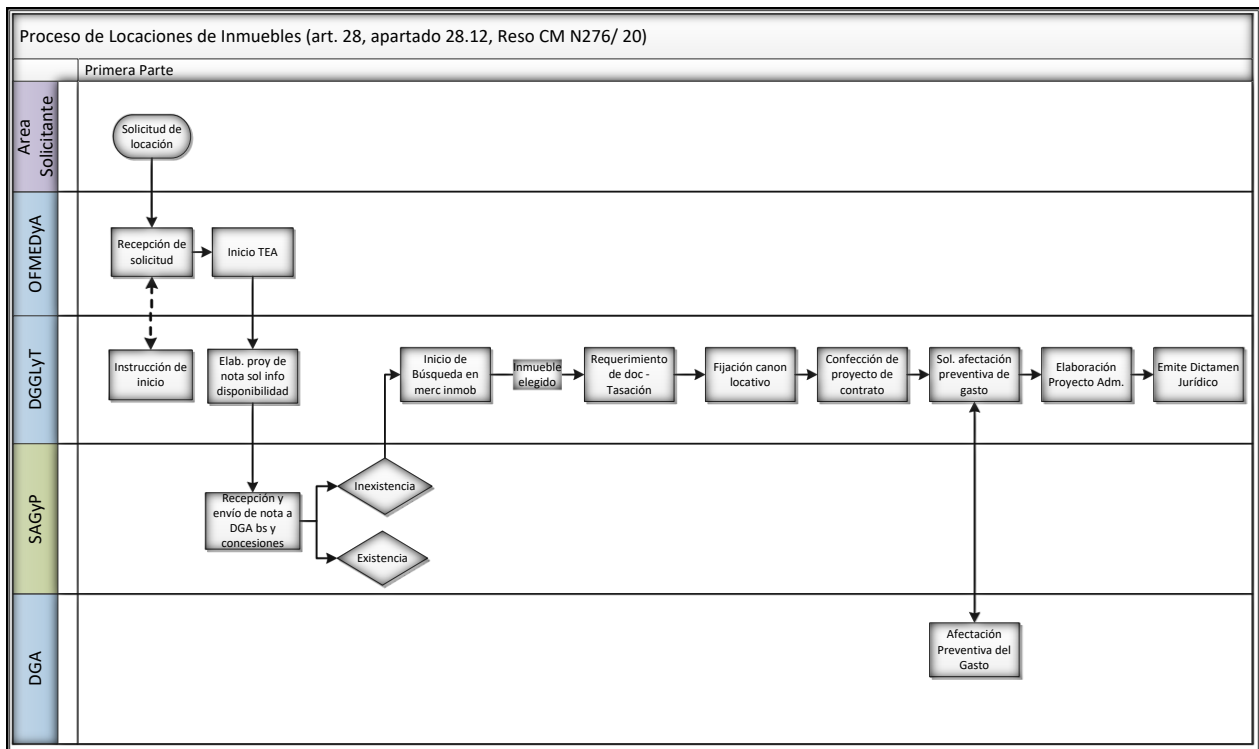 Proceso de Locaciones de Inmuebles (art. 28, apartado 28.12, Reso CM N276/ 20)
Primera Parte
Area
Solicitante
Solicitud de
locación
OFMEDyA
Recepción de
solicitud
Inicio TEA
DGLyT
Instrucción de
inicio
Elab. proy de
nota sol info
disponibilidad
Inicio de
Búsqueda en
merc inmob
Inmueble
elegido
Requerimiento
de doc -
Tasación
Fijación canon
locativo
Confección de
proyecto de
contrato
Sol. afectación
preventiva de
gasto
Elaboración
Proyecto Adm.
Emite Dictamen
Jurídico
SAGyP
Recepción y
envío de nota a
DGA bs y
concesiones
Inexistencia
Existencia
DGA
Afectación
Preventiva del
Gasto